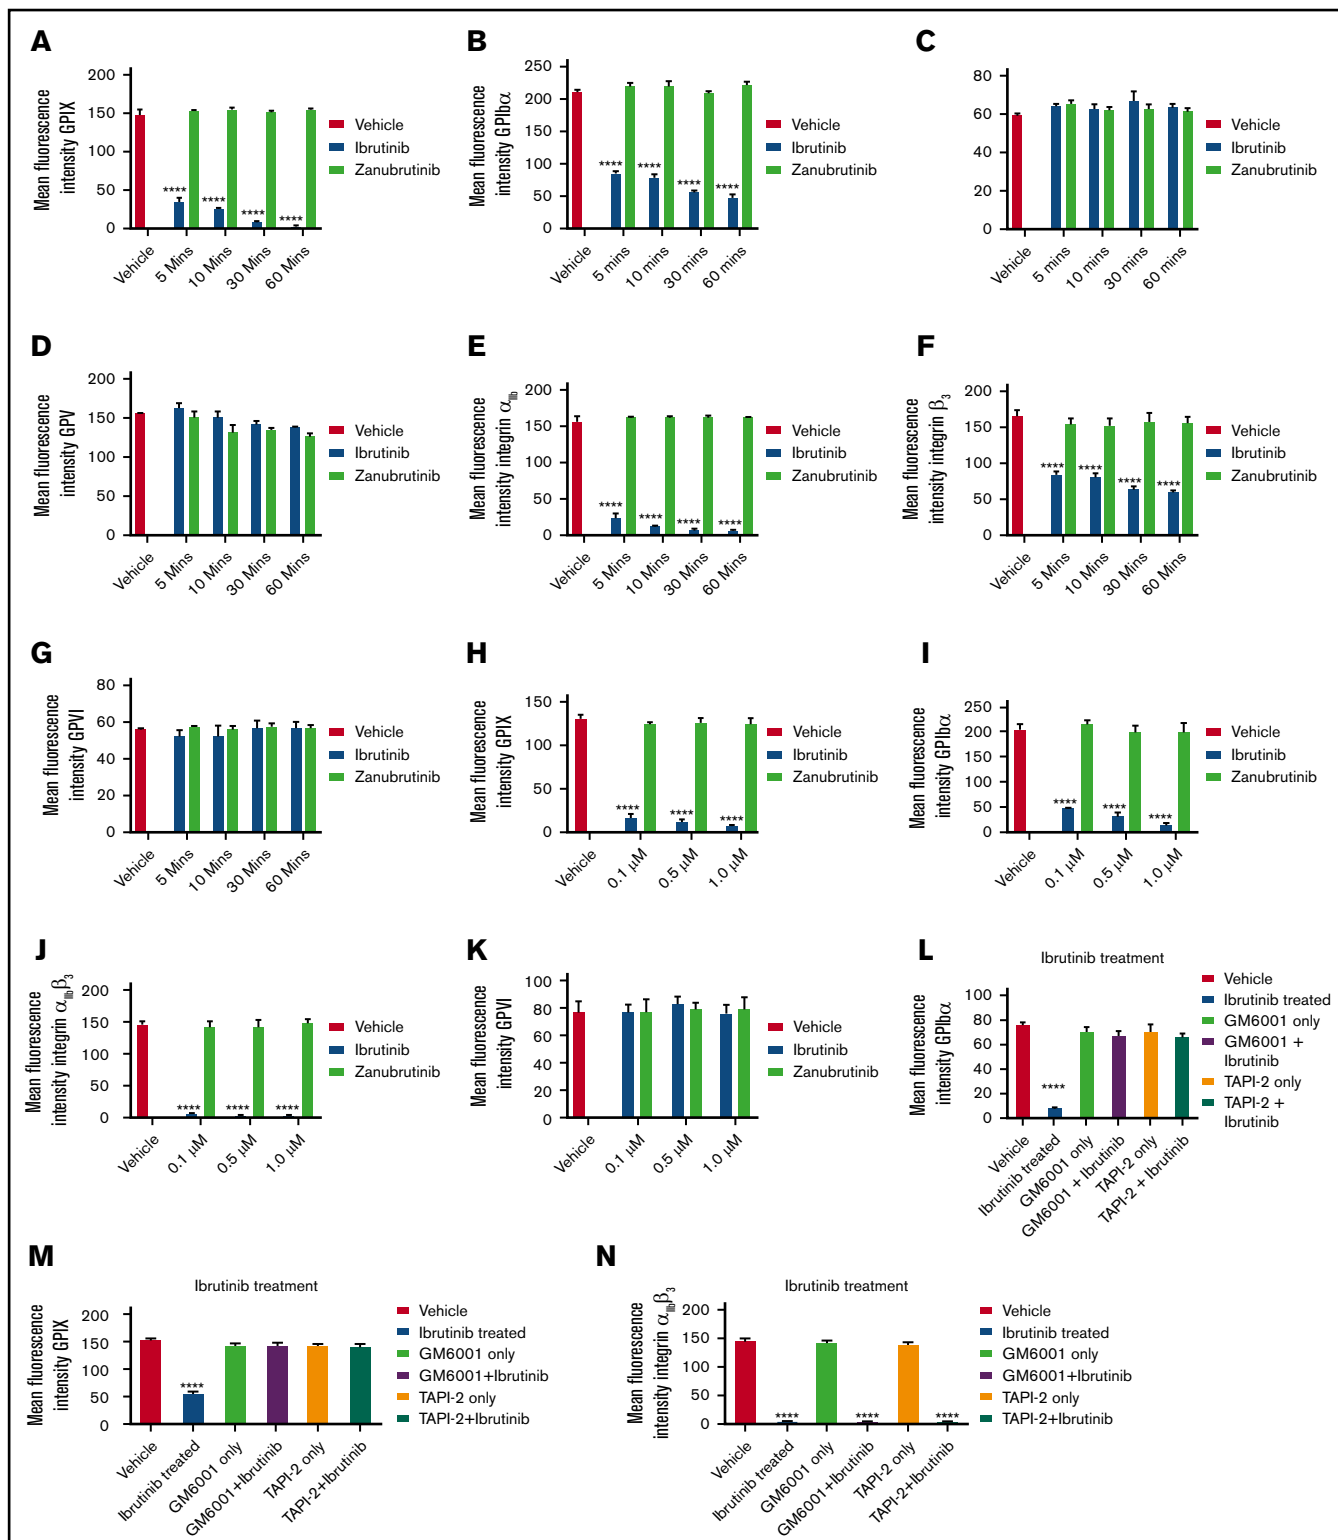 A
Mean fluorescence
intensity GPIX
200
150
100
50
0
****
****
****
****
Vehicle
5 Mins
10 Mins
30 Mins
60 Mins
Vehicle
Ibrutinib
Zanubrutinib
B
Mean fluorescence
intensity GPIbα
250
200
150
100
50
0
****
****
****
****
Vehicle
5 mins
10 mins
30 mins
60 mins
Vehicle
Ibrutinib
Zanubrutinib
C
80
60
40
20
0
Vehicle
5 mins
10 mins
30 mins
60 mins
Vehicle
Ibrutinib
Zanubrutinib
D
Mean fluorescence
intensity GPV
200
150
100
50
0
Vehicle
5 Mins
10 Mins
30 Mins
60 Mins
Vehicle
Ibrutinib
Zanubrutinib
E
Mean fluorescence
intensity integrin αIIb
200
150
100
50
0
****
****
****
****
Vehicle
5 Mins
10 Mins
30 Mins
60 Mins
Vehicle
Ibrutinib
Zanubrutinib
F
Mean fluorescence
intensity integrin β3
200
150
100
50
0
****
****
****
****
Vehicle
5 Mins
10 Mins
30 Mins
60 Mins
Vehicle
Ibrutinib
Zanubrutinib
G
Mean fluorescence
intensity GPVI
80
60
40
20
0
Vehicle
5 Mins
10 Mins
30 Mins
60 Mins
Vehicle
Ibrutinib
Zanubrutinib
H
Mean fluorescence
intensity GPIX
150
100
50
0
****
****
****
Vehicle
0.1 μM
0.5 μM
1.0 μM
Vehicle
Ibrutinib
Zanubrutinib
I
Mean fluorescence
intensity GPIbα
250
200
150
100
50
0
****
****
****
Vehicle
0.1 μM
0.5 μM
1.0 μM
Vehicle
Ibrutinib
Zanubrutinib
J
Mean fluorescence
intensity integrin αIIbβ3
200
150
100
50
0
****
****
****
Vehicle
0.1 μM
0.5 μM
1.0 μM
Vehicle
Ibrutinib
Zanubrutinib
K
Mean fluorescence
intensity GPVI
100
80
60
40
20
0
Vehicle
0.1 μM
0.5 μM
1.0 μM
Vehicle
Ibrutinib
Zanubrutinib
L
Ibrutinib treatment
Mean fluorescence
intensity GPIbα
100
80
60
40
20
0
****
Vehicle
Ibrutinib treated
GM6001 only
GM6001 + Ibrutinib
TAPI-2 only
TAPI-2 + Ibrutinib
Vehicle
Ibrutinib treated
GM6001 only
GM6001 +
Ibrutinib
TAPI-2 only
TAPI-2 +
Ibrutinib
M
Ibrutinib treatment
Mean fluorescence
intensity GPIX
200
150
100
50
0
****
Vehicle
Ibrutinib treated
GM6001 only
GM6001+Ibrutinib
TAPI-2 only
TAPI-2+Ibrutinib
Vehicle
Ibrutinib treated
GM6001 only
GM6001+Ibrutinib
TAPI-2 only
TAPI-2+Ibrutinib
N
Ibrutinib treatment
Mean fluorescence
intensity integrin αIIbβ3
200
150
100
50
0
****
****
****
Vehicle
Ibrutinib treated
GM6001 only
GM6001+Ibrutinib
TAPI-2 only
TAPI-2+Ibrutinib
Vehicle
Ibrutinib treated
GM6001 only
GM6001+Ibrutinib
TAPI-2 only
TAPI-2+Ibrutinib